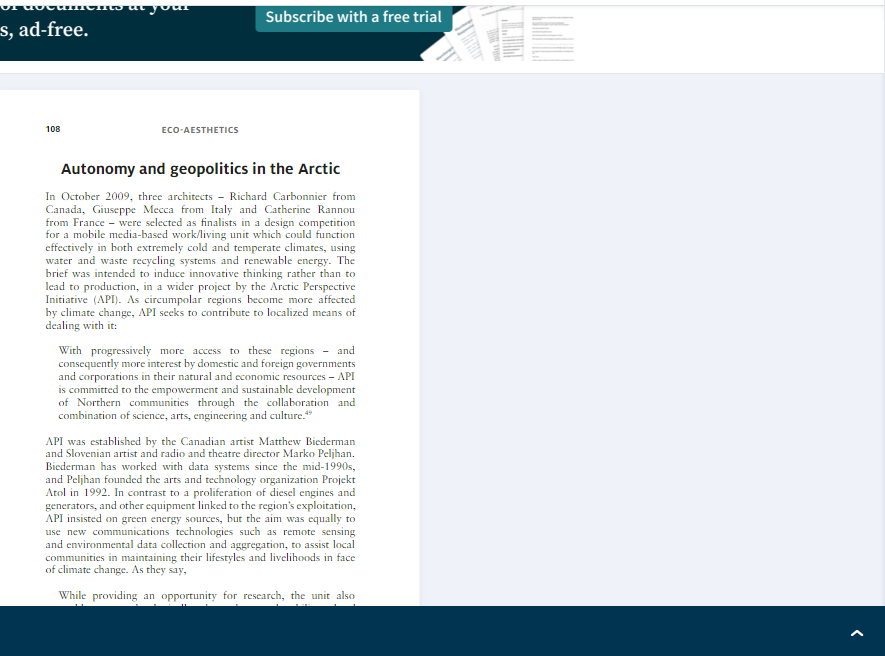 s, ad-free.
Subscribe with a free trial
108
ECO-AESTHETICS
Autonomy and geopolitics in the Arctic
In October 2009, three architects – Richard Carbonnier from
Canada, Giuseppe Mecca from Italy and Catherine Rannou
from France – were selected as finalists in a design competition
for a mobile media-based work/living unit which could function
effectively in both extremely cold and temperate climates, using
water and waste recycling systems and renewable energy. The
brief was intended to induce innovative thinking rather than to
lead to production, in a wider project by the Arctic Perspective
Initiative (API). As circumpolar regions become more affected
by climate change, API seeks to contribute to localized means of
dealing with it:
With progressively more access to these regions – and
consequently more interest by domestic and foreign governments
and corporations in their natural and economic resources – API
is committed to the empowerment and sustainable development
of Northern communities through the collaboration and
combination of science, arts, engineering and culture.⁴⁹
API was established by the Canadian artist Matthew Biederman
and Slovenian artist and radio and theatre director Marko Peljhan.
Biederman has worked with data systems since the mid-1990s,
and Peljhan founded the arts and technology organization Projekt
Atol in 1992. In contrast to a proliferation of diesel engines and
generators, and other equipment linked to the region's exploitation,
API insisted on green energy sources, but the aim was equally to
use new communications technologies such as remote sensing
and environmental data collection and aggregation, to assist local
communities in maintaining their lifestyles and livelihoods in face
of climate change. As they say,
While providing an opportunity for research, the unit also